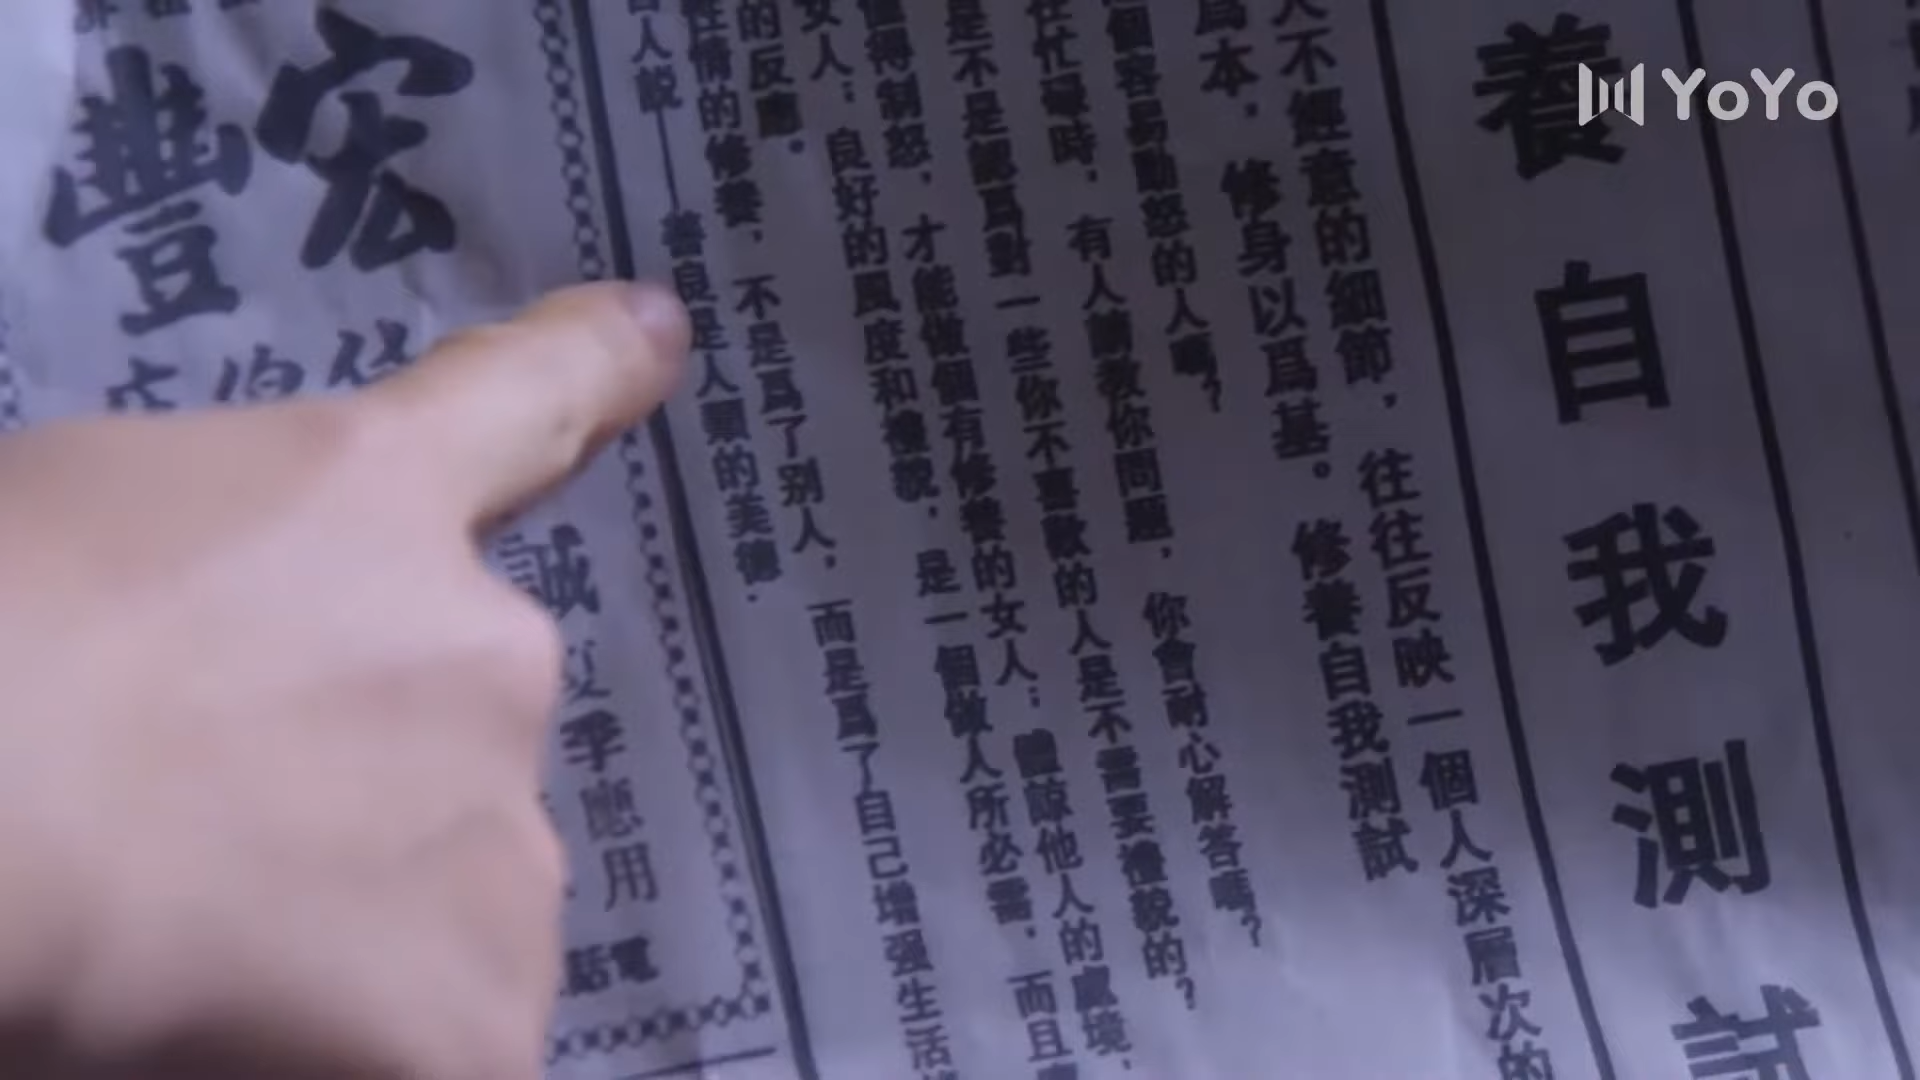 YoYo
養自我測試
人不經意的細節，往往反映一個人深層次的
爲本，修身以爲基。修養自我測試
個容易動怒的人嗎？
在忙碌時，有人請教你問題，你會耐心解答嗎？
是不是認爲對一些你不喜歡的人是不需要禮貌的？
得制怒，才能做個有修養的女人；體諒他人的處境，
女人；良好的風度和禮貌，是一個做人所必需，而且
的反應。
性情的修養，不是爲了别人，而是爲了自己增强生活
人説——善良是人類的美德.
宏豐
誠
季應用
話電